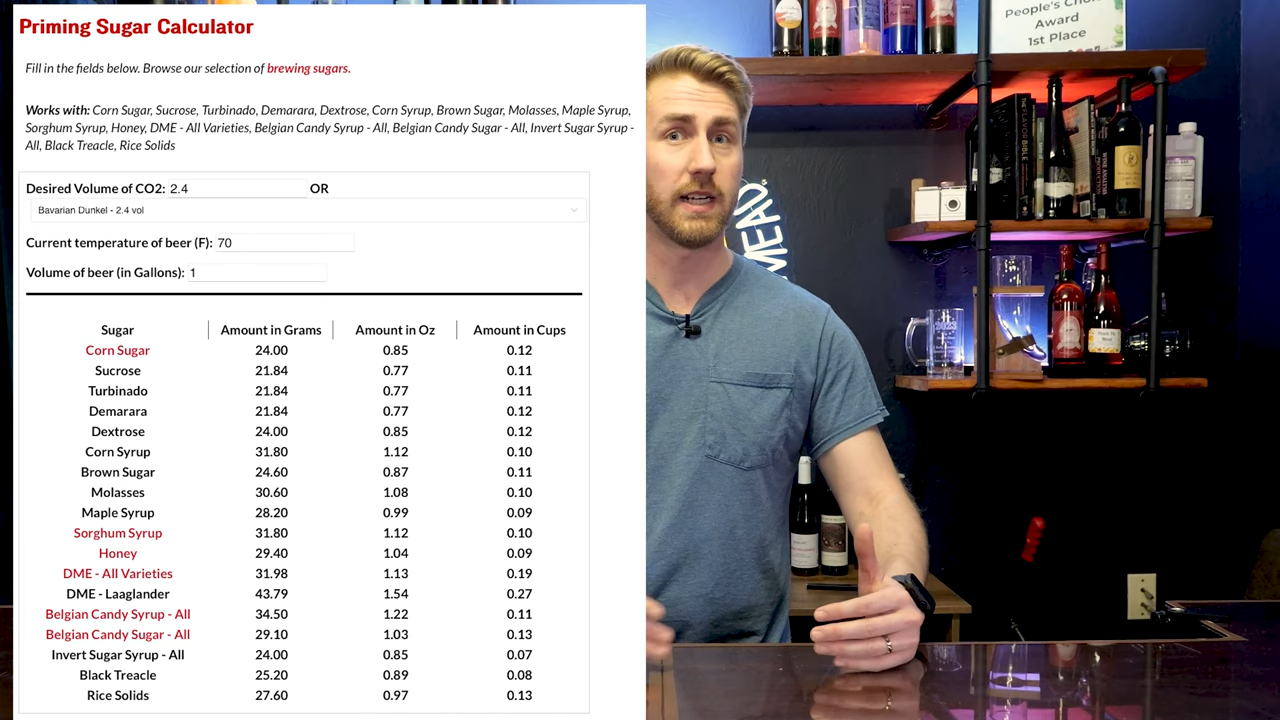 Priming Sugar Calculator
Fill in the fields below. Browse our selection of brewing sugars.
Works with: Corn Sugar, Sucrose, Turbinado, Demarara, Dextrose, Corn Syrup, Brown Sugar, Molasses, Maple Syrup,
Sorghum Syrup, Honey, DME - All Varieties, Belgian Candy Syrup - All, Belgian Candy Sugar - All, Invert Sugar Syrup -
All, Black Treacle, Rice Solids
Desired Volume of CO2: 2.4 OR
Bavarian Dunkel - 2.4 vol
Current temperature of beer (F): 70
Volume of beer (in Gallons): 1
Sugar Amount in Grams Amount in Oz Amount in Cups
Corn Sugar 24.00 0.85 0.12
Sucrose 21.84 0.77 0.11
Turbinado 21.84 0.77 0.11
Demarara 21.84 0.77 0.12
Dextrose 24.00 0.85 0.12
Corn Syrup 31.80 1.12 0.10
Brown Sugar 24.60 0.87 0.11
Molasses 30.60 1.08 0.10
Maple Syrup 28.20 0.99 0.09
Sorghum Syrup 31.80 1.12 0.10
Honey 29.40 1.04 0.09
DME - All Varieties 31.98 1.13 0.19
DME - Laaglander 43.79 1.54 0.27
Belgian Candy Syrup - All 34.50 1.22 0.11
Belgian Candy Sugar - All 29.10 1.03 0.13
Invert Sugar Syrup - All 24.00 0.85 0.07
Black Treacle 25.20 0.89 0.08
Rice Solids 27.60 0.97 0.13
People's
Award
1st Place
THE FLAVOR BIBLE
WINE ANALYSIS
PRODUCTION
MEAD
2023